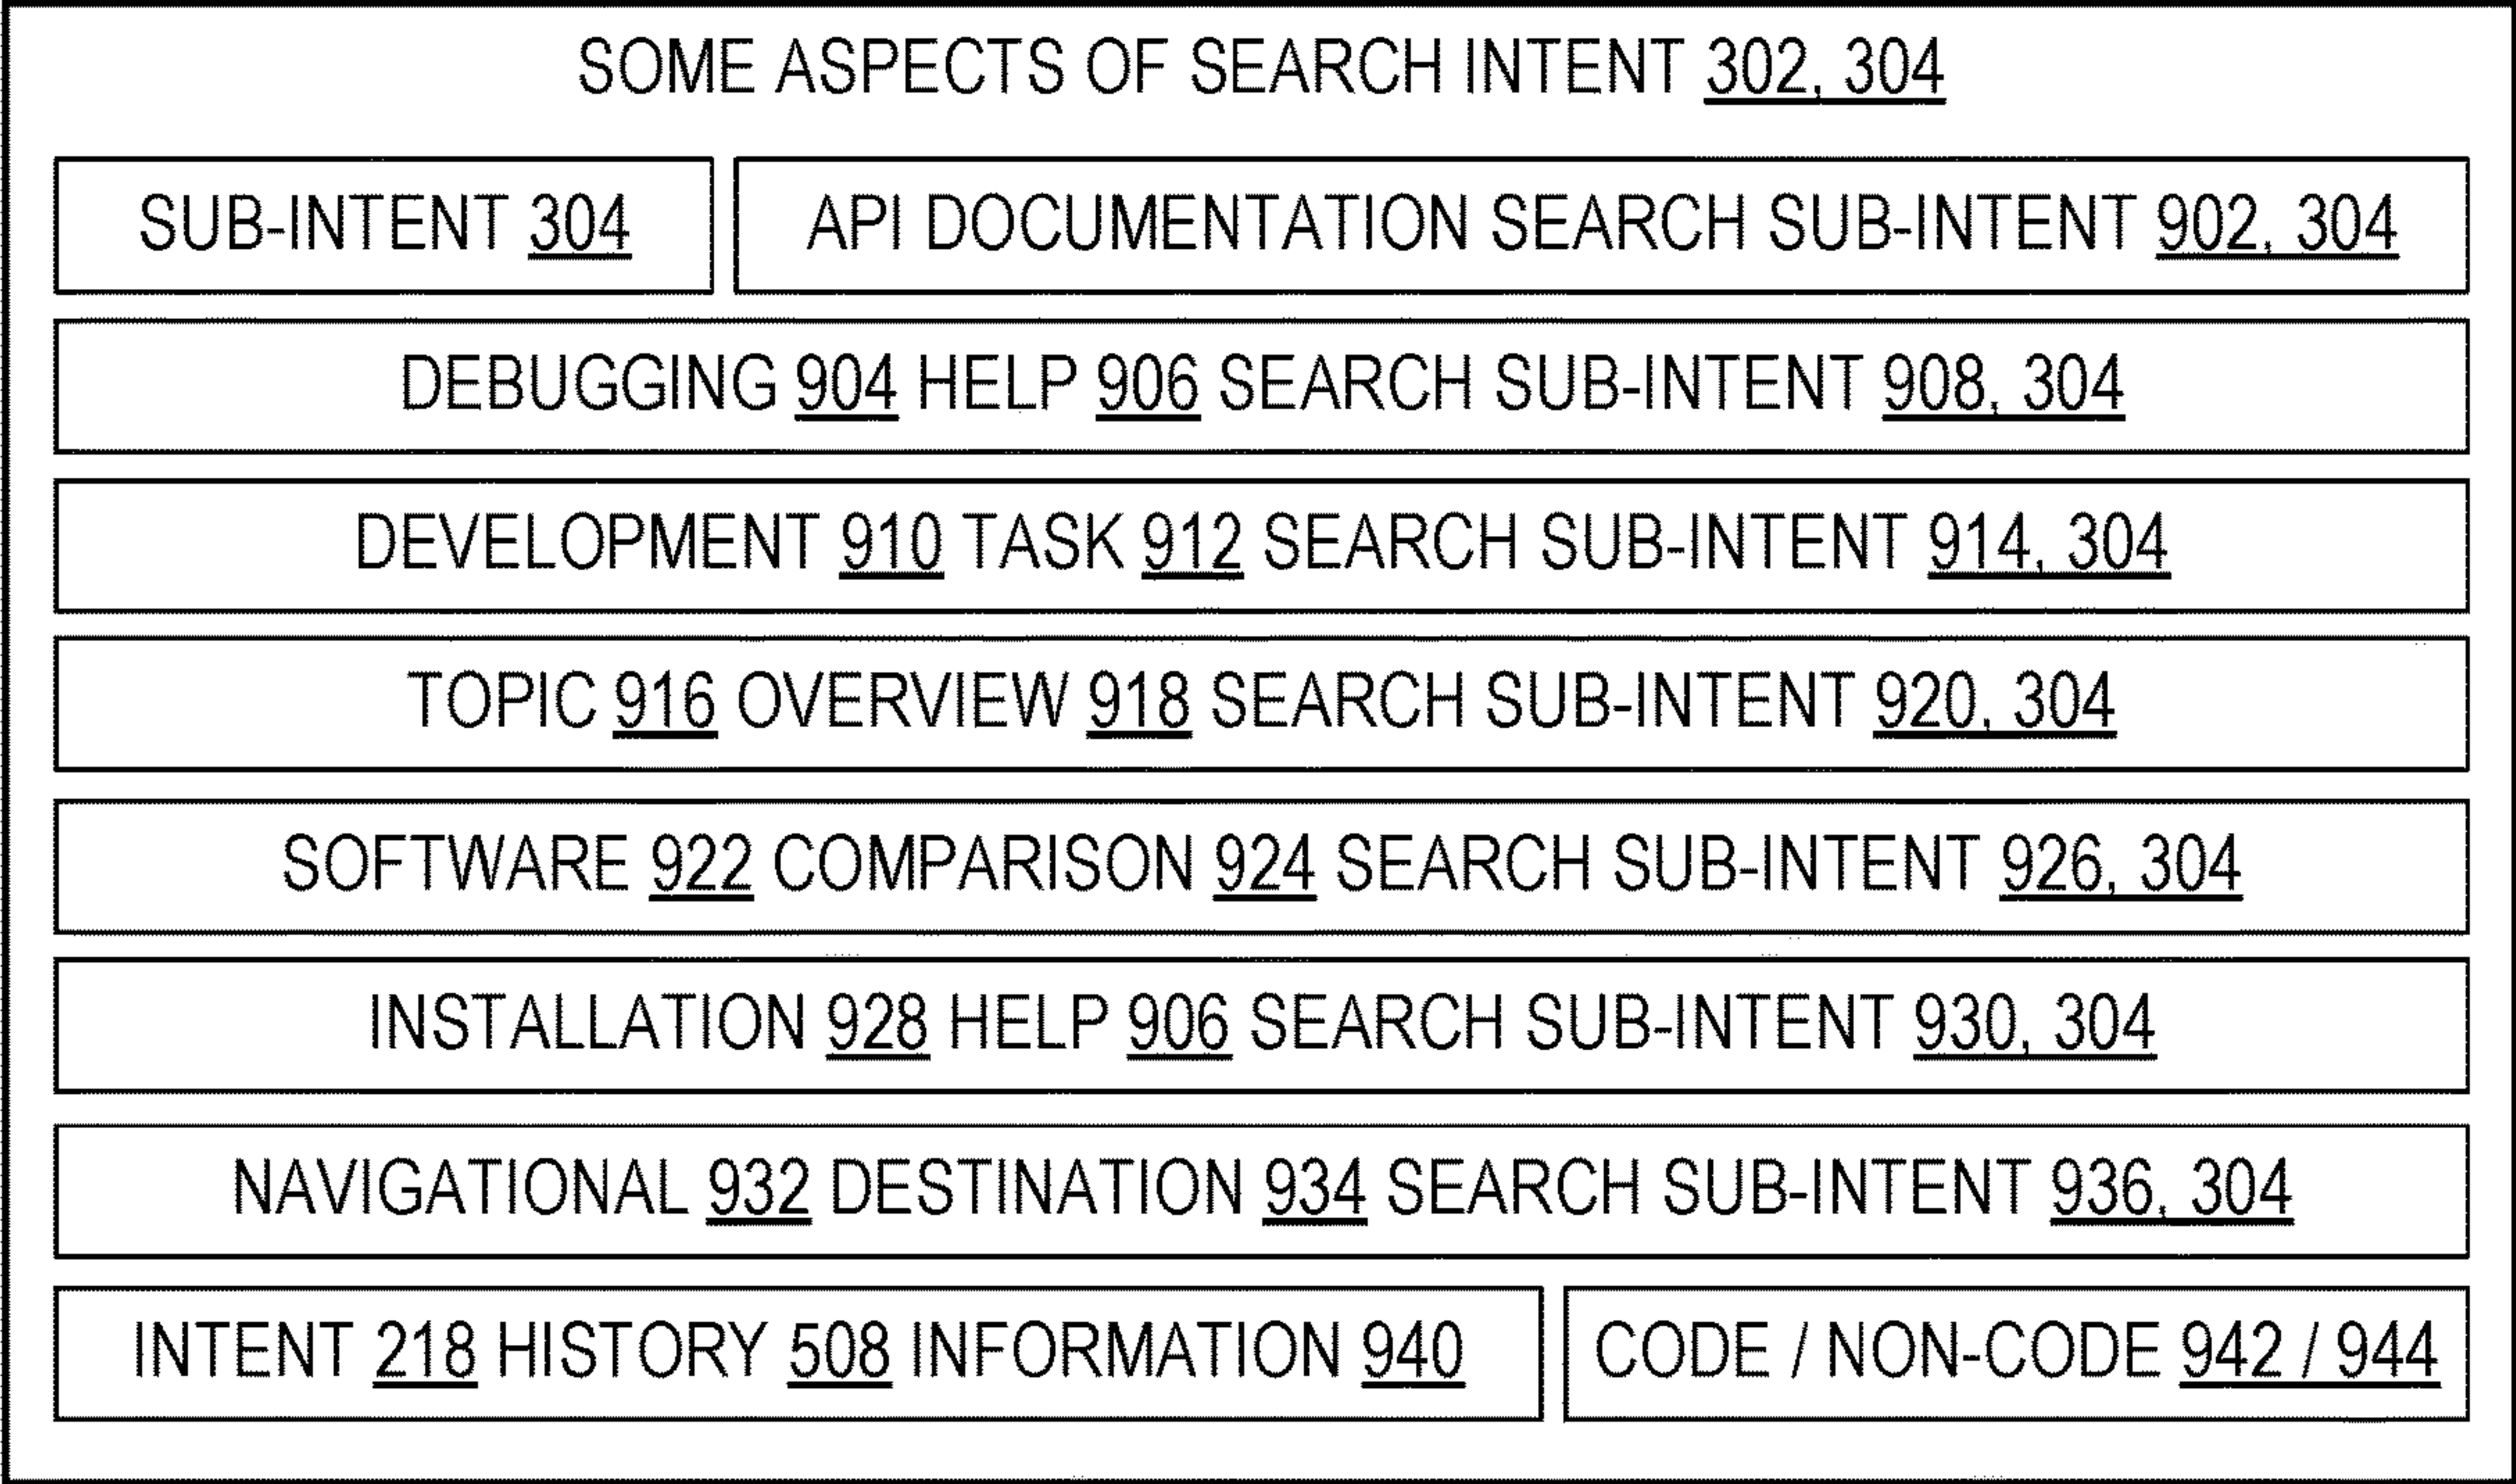 SOME ASPECTS OF SEARCH INTENT 302, 304
SUB-INTENT 304
API DOCUMENTATION SEARCH SUB-INTENT 902, 304
DEBUGGING 904 HELP 906 SEARCH SUB-INTENT 908, 304
DEVELOPMENT 910 TASK 912 SEARCH SUB-INTENT 914, 304
TOPIC 916 OVERVIEW 918 SEARCH SUB-INTENT 920, 304
SOFTWARE 922 COMPARISON 924 SEARCH SUB-INTENT 926, 304
INSTALLATION 928 HELP 906 SEARCH SUB-INTENT 930, 304
NAVIGATIONAL 932 DESTINATION 934 SEARCH SUB-INTENT 936, 304
INTENT 218 HISTORY 508 INFORMATION 940
CODE / NON-CODE 942 / 944